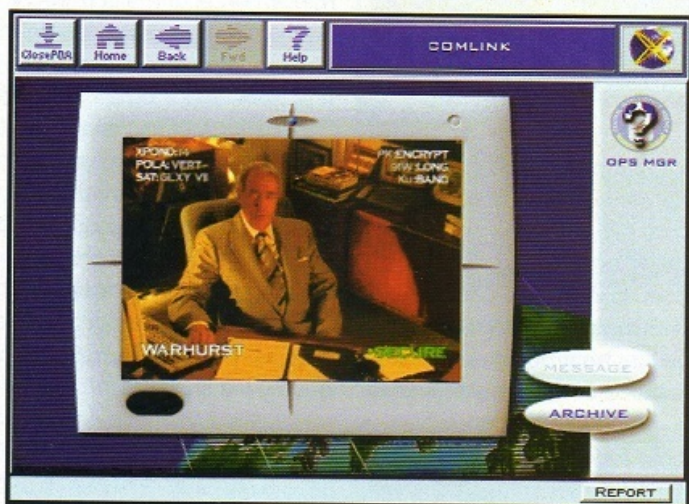 ClosePDA
Home
Back
Fwd
Help
COMLINK
OPS MGR
XPOND:14
POLA:VERT
SAT:GLXY VII
PK:ENCRYPT
:LONG
Ku:BAND
WARHURST
SECURE
MESSAGE
ARCHIVE
REPORT